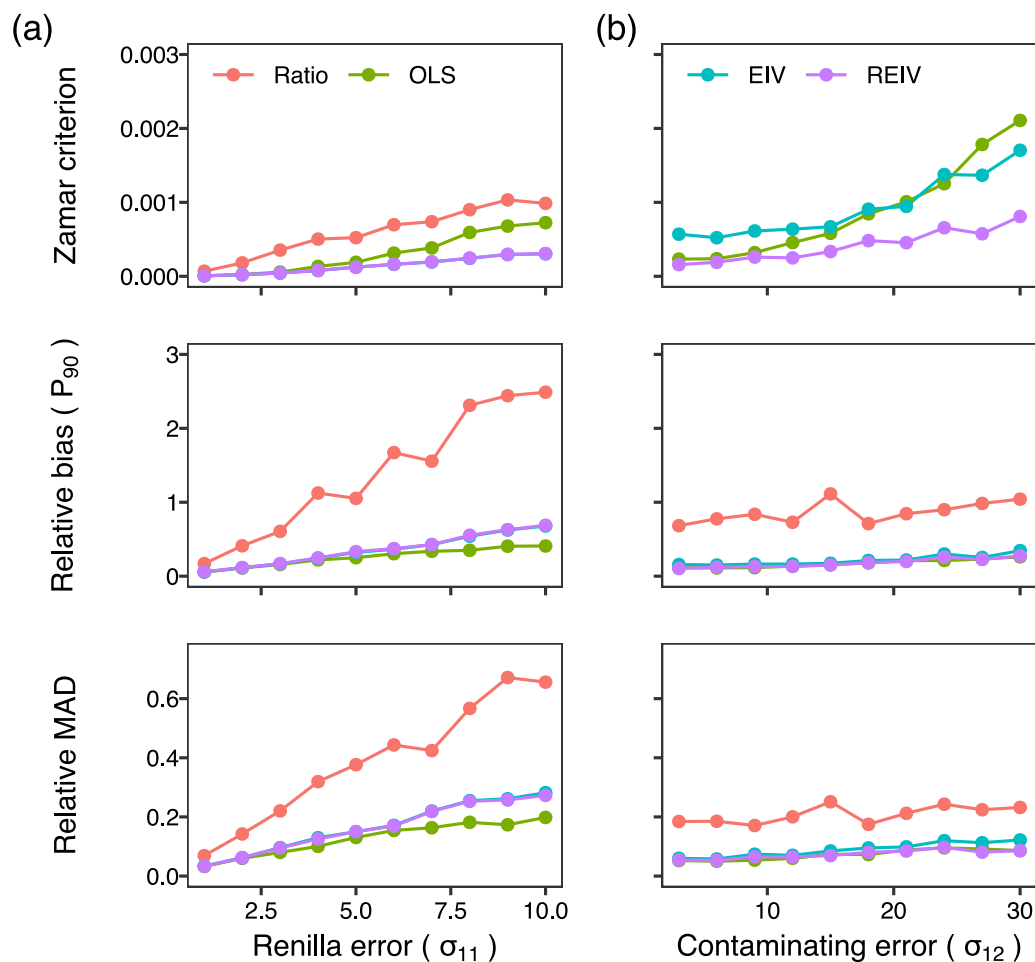 (a)
(b)
Zamar criterion
0.003
0.002
0.001
0.000
Ratio
OLS
EIV
REIV
Relative bias ( P₉₀ )
3
2
1
0
Relative MAD
0.6
0.4
0.2
0.0
2.5
5.0
7.5
10.0
10
20
30
Renilla error ( σ₁₁ )
Contaminating error ( σ₁₂ )